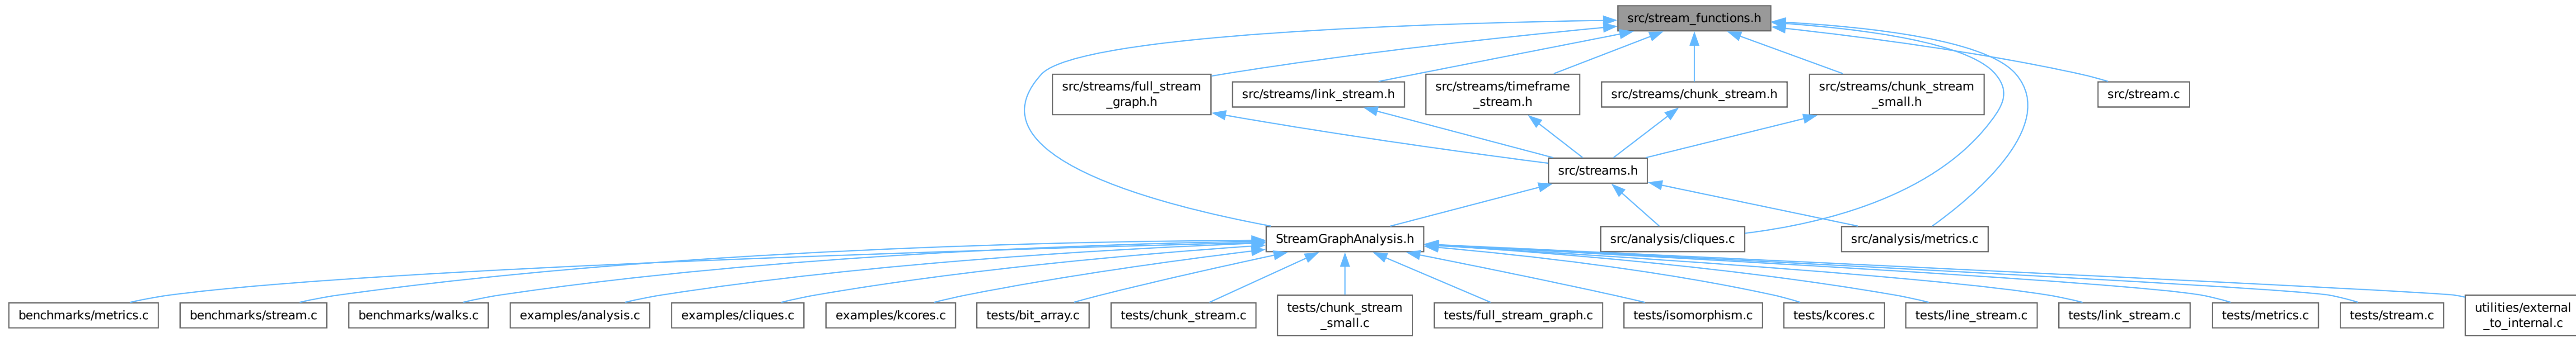 src/stream_functions.h
src/streams/full_stream
_graph.h
src/streams/link_stream.h
src/streams/timeframe
_stream.h
src/streams/chunk_stream.h
src/streams/chunk_stream
_small.h
src/stream.c
src/streams.h
StreamGraphAnalysis.h
src/analysis/cliques.c
src/analysis/metrics.c
benchmarks/metrics.c
benchmarks/stream.c
benchmarks/walks.c
examples/analysis.c
examples/cliques.c
examples/kcores.c
tests/bit_array.c
tests/chunk_stream.c
tests/chunk_stream
_small.c
tests/full_stream_graph.c
tests/isomorphism.c
tests/kcores.c
tests/line_stream.c
tests/link_stream.c
tests/metrics.c
tests/stream.c
utilities/external
_to_internal.c